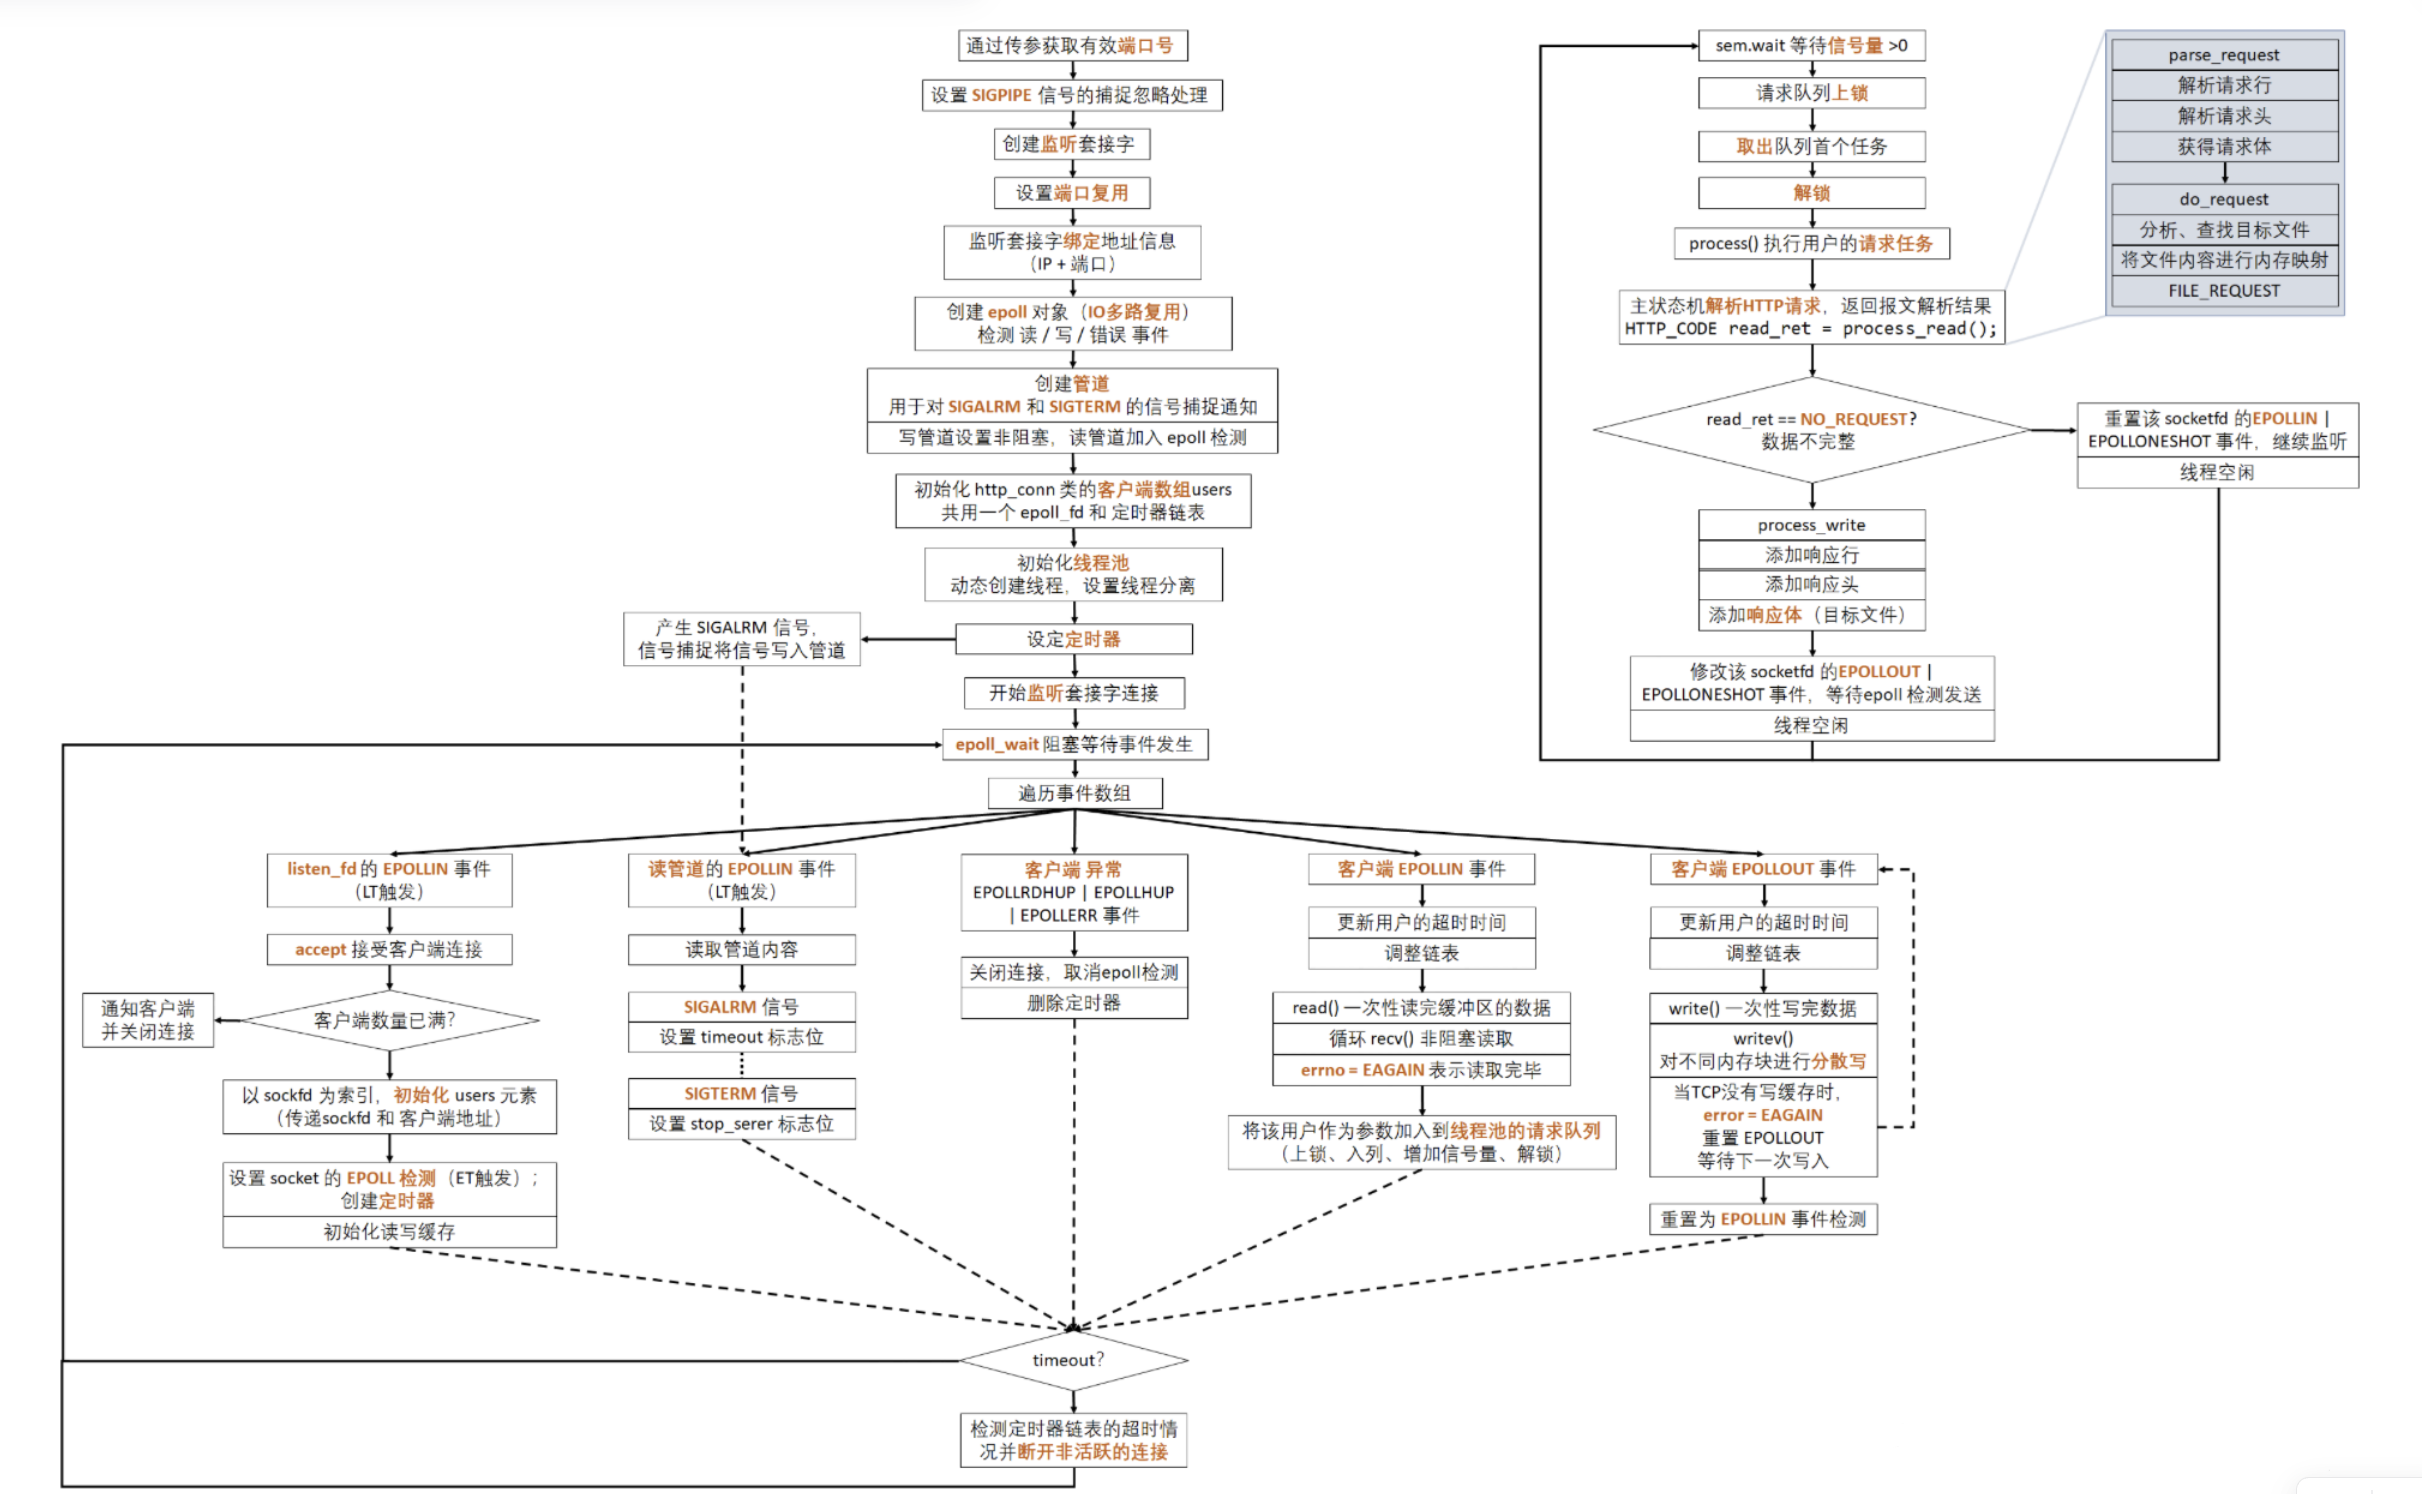 通过传参获取有效端口号
设置 SIGPIPE 信号的捕捉忽略处理
创建监听套接字
设置端口复用
监听套接字绑定地址信息
（IP + 端口）
创建 epoll 对象（IO多路复用）
检测 读 / 写 / 错误 事件
创建管道
用于对 SIGALRM 和 SIGTERM 的信号捕捉通知
写管道设置非阻塞，读管道加入 epoll 检测
初始化 http_conn 类的客户端数组users
共用一个 epoll_fd 和 定时器链表
初始化线程池
动态创建线程，设置线程分离
设定定时器
产生 SIGALRM 信号，
信号捕捉将信号写入管道
开始监听套接字连接
epoll_wait 阻塞等待事件发生
遍历事件数组
listen_fd 的 EPOLLIN 事件
（LT触发）
accept 接受客户端连接
客户端数量已满？
通知客户端
并关闭连接
以 sockfd 为索引，初始化 users 元素
（传递sockfd 和 客户端地址）
设置 socket 的 EPOLL 检测（ET触发）；
创建定时器
初始化读写缓存
读管道的 EPOLLIN 事件
（LT触发）
读取管道内容
SIGALRM 信号
设置 timeout 标志位
SIGTERM 信号
设置 stop_serer 标志位
客户端 异常
EPOLLRDHUP | EPOLLHUP
| EPOLLERR 事件
关闭连接，取消epoll检测
删除定时器
客户端 EPOLLIN 事件
更新用户的超时时间
调整链表
read() 一次性读完缓冲区的数据
循环 recv() 非阻塞读取
errno = EAGAIN 表示读取完毕
将该用户作为参数加入到线程池的请求队列
（上锁、入列、增加信号量、解锁）
客户端 EPOLLOUT 事件
更新用户的超时时间
调整链表
write() 一次性写完数据
writev()
对不同内存块进行分散写
当TCP没有写缓存时，
error = EAGAIN
重置 EPOLLOUT
等待下一次写入
重置为 EPOLLIN 事件检测
timeout？
检测定时器链表的超时情
况并断开非活跃的连接
sem.wait 等待信号量 >0
请求队列上锁
取出队列首个任务
解锁
process() 执行用户的请求任务
主状态机解析HTTP请求，返回报文解析结果
HTTP_CODE read_ret = process_read();
read_ret == NO_REQUEST?
数据不完整
重置该 socketfd 的EPOLLIN |
EPOLLONESHOT 事件，继续监听
线程空闲
process_write
添加响应行
添加响应头
添加响应体（目标文件）
修改该 socketfd 的EPOLLOUT |
EPOLLONESHOT 事件，等待epoll 检测发送
线程空闲
parse_request
解析请求行
解析请求头
获得请求体
do_request
分析、查找目标文件
将文件内容进行内存映射
FILE_REQUEST